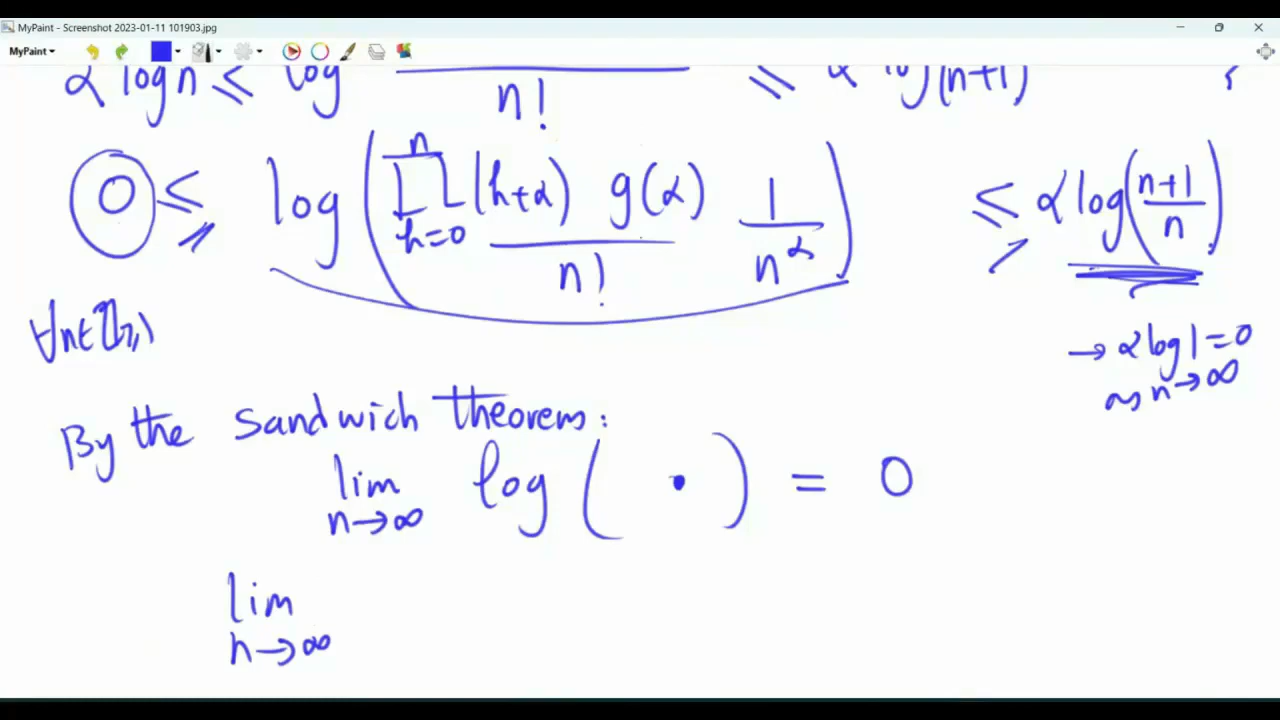 MyPaint - Screenshot 2023-01-11 101903.jpg
MyPaint
α log n ≤ log n! ≤ α log(n+1)
0 ≤ log( ∏_{h=0}^{n} (h+α) g(α) / n! 1/n^α ) ≤ α log( (n+1)/n )
∀n∈ℤ≥1
→ α log 1 = 0
as n→∞
By the sandwich theorem:
lim_{n→∞} log( • ) = 0
lim_{n→∞}